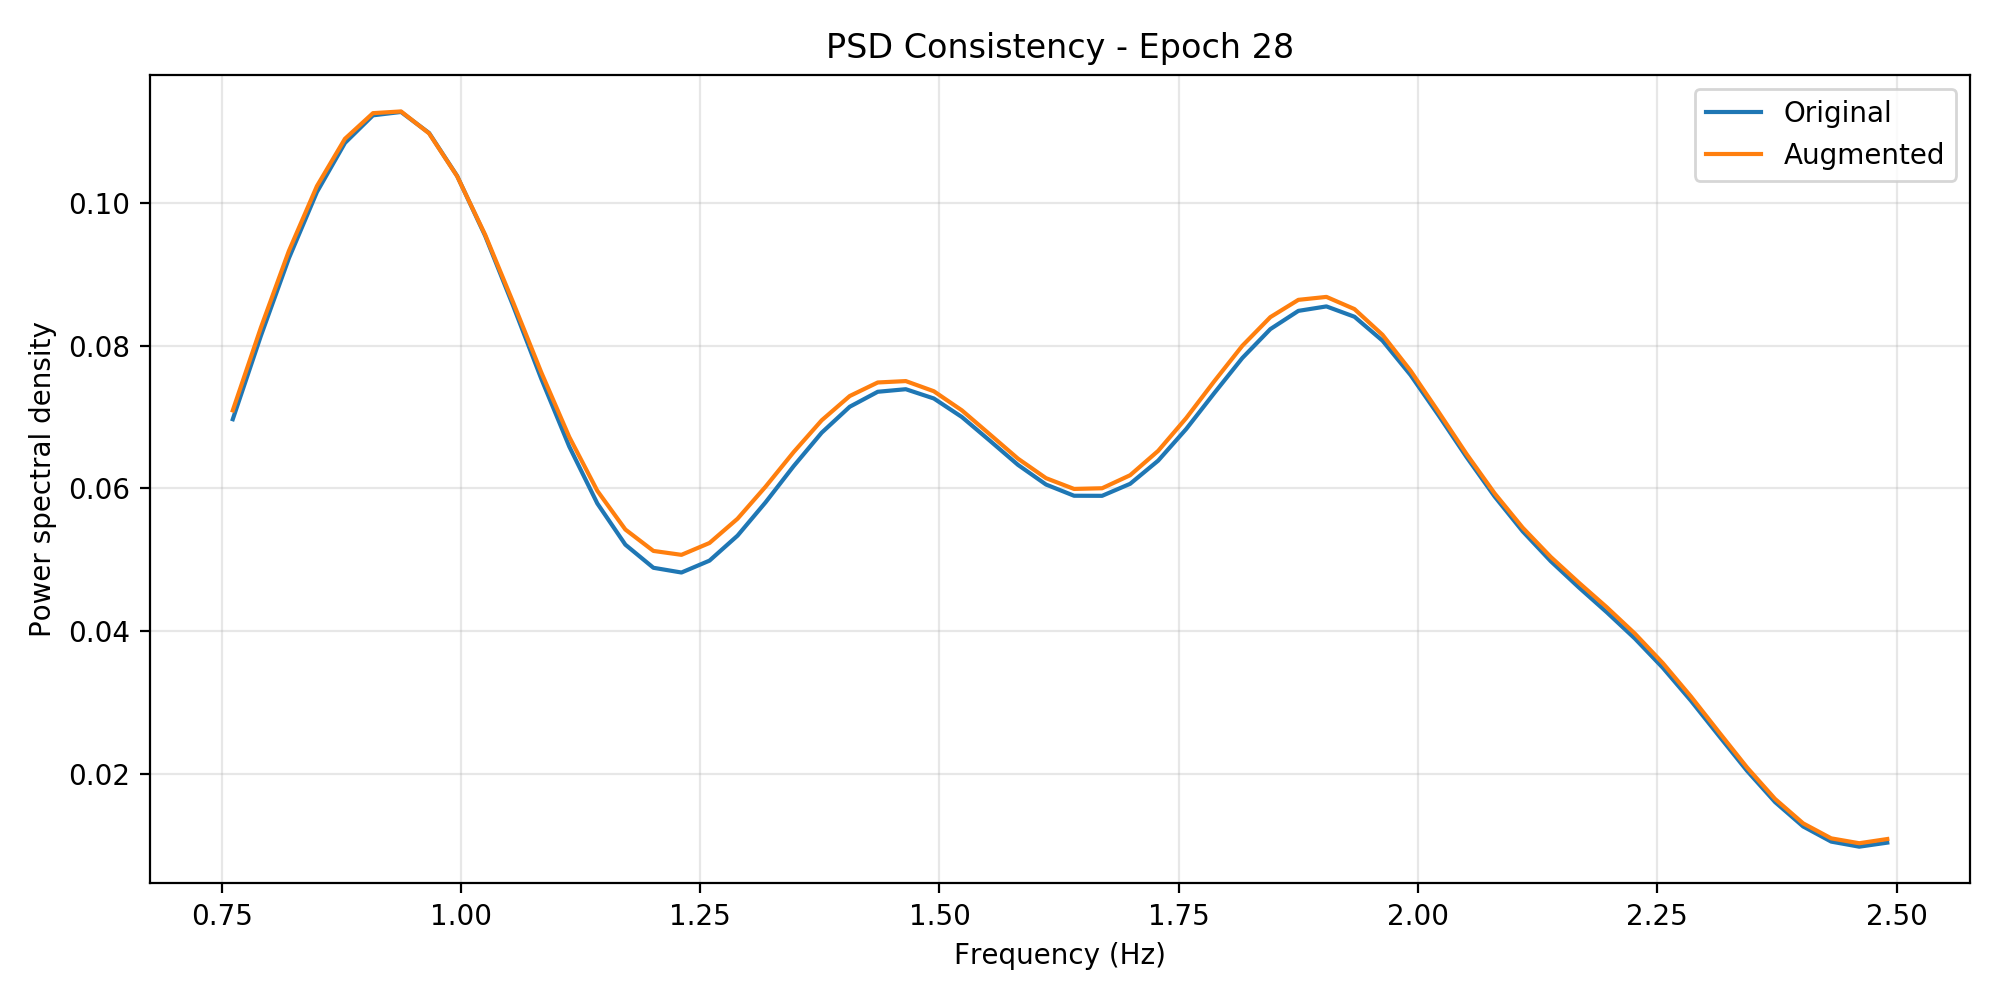 PSD Consistency - Epoch 28
Original
Augmented
Power spectral density
0.10
0.08
0.06
0.04
0.02
0.75 1.00 1.25 1.50 1.75 2.00 2.25 2.50
Frequency (Hz)